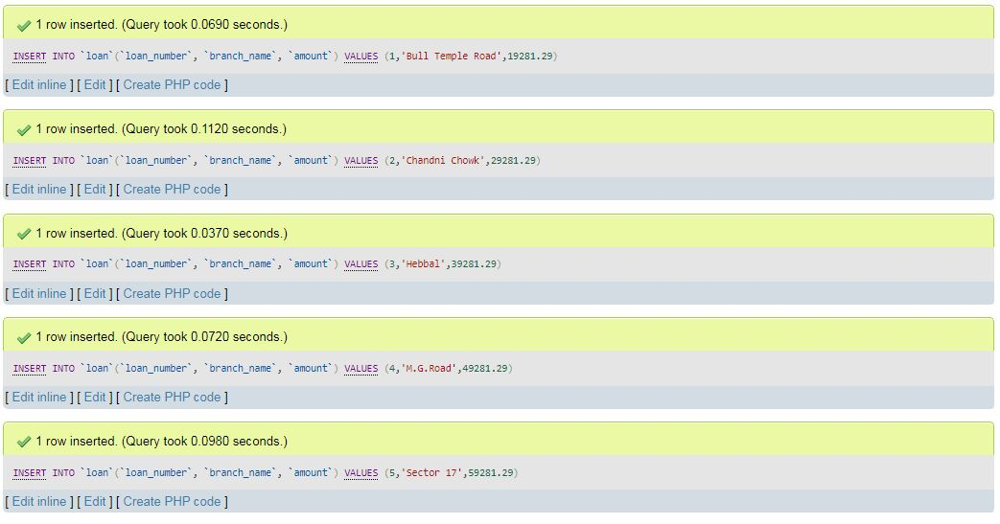 1 row inserted. (Query took 0.0690 seconds.)
INSERT INTO `loan`(`loan_number`, `branch_name`, `amount`) VALUES (1,'Bull Temple Road',19281.29)
[ Edit inline ] [ Edit ] [ Create PHP code ]
1 row inserted. (Query took 0.1120 seconds.)
INSERT INTO `loan`(`loan_number`, `branch_name`, `amount`) VALUES (2,'Chandni Chowk',29281.29)
[ Edit inline ] [ Edit ] [ Create PHP code ]
1 row inserted. (Query took 0.0370 seconds.)
INSERT INTO `loan`(`loan_number`, `branch_name`, `amount`) VALUES (3,'Hebbal',39281.29)
[ Edit inline ] [ Edit ] [ Create PHP code ]
1 row inserted. (Query took 0.0720 seconds.)
INSERT INTO `loan`(`loan_number`, `branch_name`, `amount`) VALUES (4,'M.G.Road',49281.29)
[ Edit inline ] [ Edit ] [ Create PHP code ]
1 row inserted. (Query took 0.0980 seconds.)
INSERT INTO `loan`(`loan_number`, `branch_name`, `amount`) VALUES (5,'Sector 17',59281.29)
[ Edit inline ] [ Edit ] [ Create PHP code ]